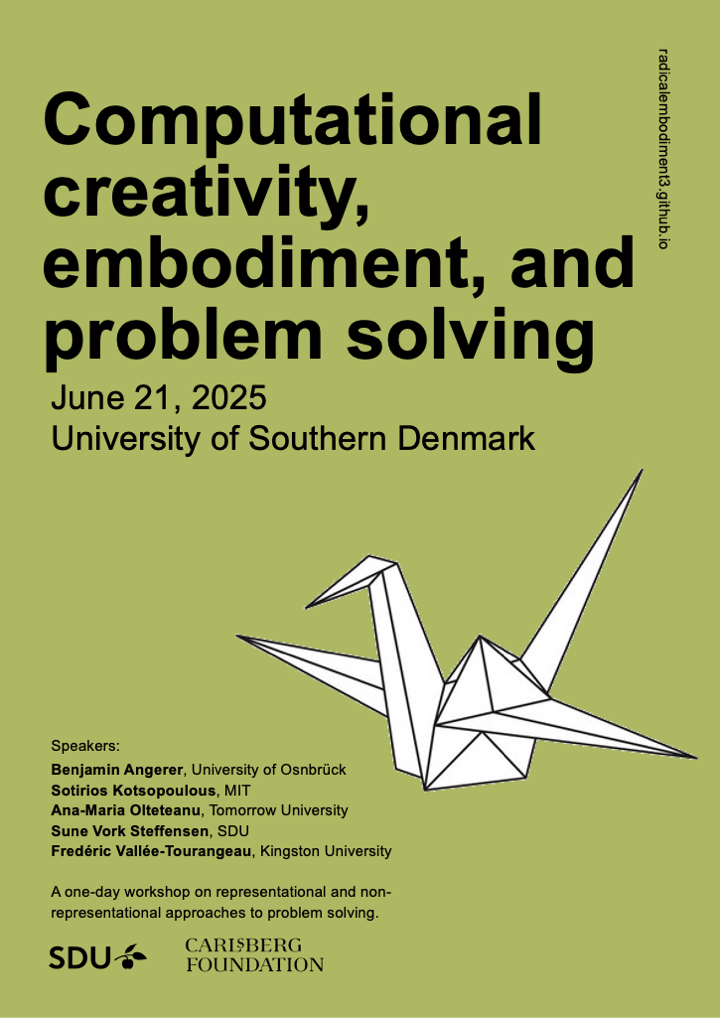 radicalembodiment3.github.io
Computational
creativity,
embodiment, and
problem solving
June 21, 2025
University of Southern Denmark
Speakers:
Benjamin Angerer, University of Osnbrück
Sotirios Kotsopoulous, MIT
Ana-Maria Olteteanu, Tomorrow University
Sune Vork Steffensen, SDU
Fredéric Vallée-Tourangeau, Kingston University
A one-day workshop on representational and non-
representational approaches to problem solving.
SDU
CARLSBERG
FOUNDATION